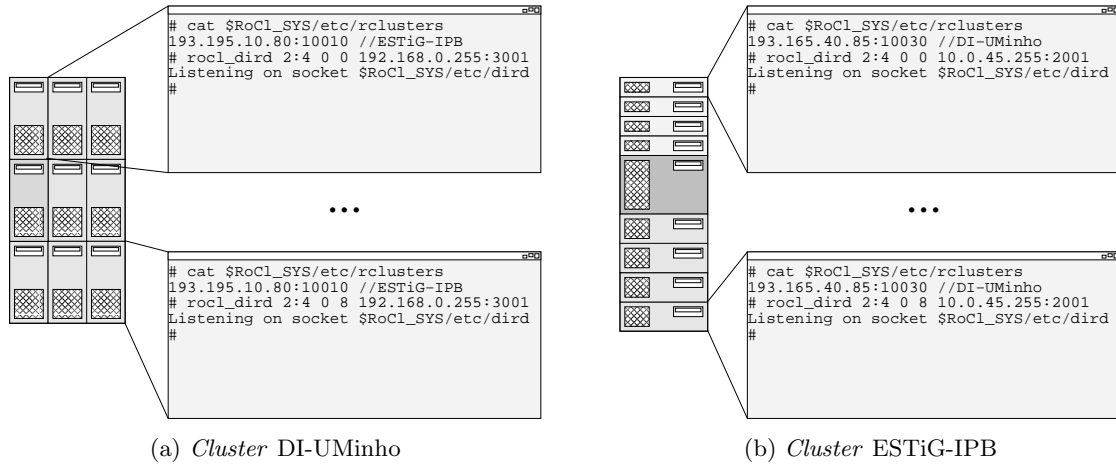 # cat $RoCl_SYS/etc/rclusters
193.195.10.80:10010 //ESTiG-IPB
# rocl_dird 2:4 0 0 192.168.0.255:3001
Listening on socket $RoCl_SYS/etc/dird
#
...
# cat $RoCl_SYS/etc/rclusters
193.195.10.80:10010 //ESTiG-IPB
# rocl_dird 2:4 0 8 192.168.0.255:3001
Listening on socket $RoCl_SYS/etc/dird
#
(a) Cluster DI-UMinho
# cat $RoCl_SYS/etc/rclusters
193.165.40.85:10030 //DI-UMinho
# rocl_dird 2:4 0 0 10.0.45.255:2001
Listening on socket $RoCl_SYS/etc/dird
#
...
# cat $RoCl_SYS/etc/rclusters
193.165.40.85:10030 //DI-UMinho
# rocl_dird 2:4 0 8 10.0.45.255:2001
Listening on socket $RoCl_SYS/etc/dird
#
(b) Cluster ESTiG-IPB